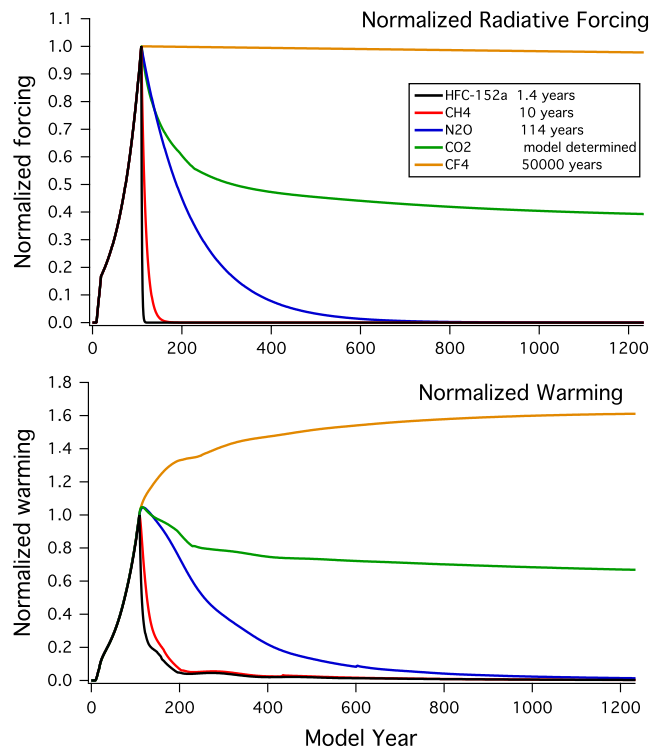 Normalized Radiative Forcing
1.1
1.0
0.9
0.8
0.7
0.6
0.5
0.4
0.3
0.2
0.1
0.0
Normalized forcing
HFC-152a 1.4 years
CH4 10 years
N2O 114 years
CO2 model determined
CF4 50000 years
0 200 400 600 800 1000 1200
Normalized Warming
1.8
1.6
1.4
1.2
1.0
0.8
0.6
0.4
0.2
0.0
Normalized warming
0 200 400 600 800 1000 1200
Model Year